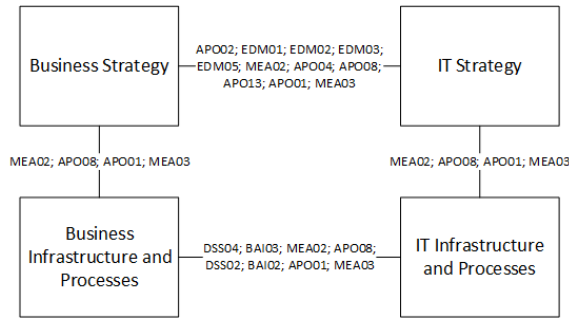 Business Strategy
APO02; EDM01; EDM02; EDM03;
EDM05; MEA02; APO04; APO08;
APO13; APO01; MEA03
IT Strategy
MEA02; APO08; APO01; MEA03
MEA02; APO08; APO01; MEA03
Business
Infrastructure and
Processes
DSS04; BAI03; MEA02; APO08;
DSS02; BAI02; APO01; MEA03
IT Infrastructure
and Processes